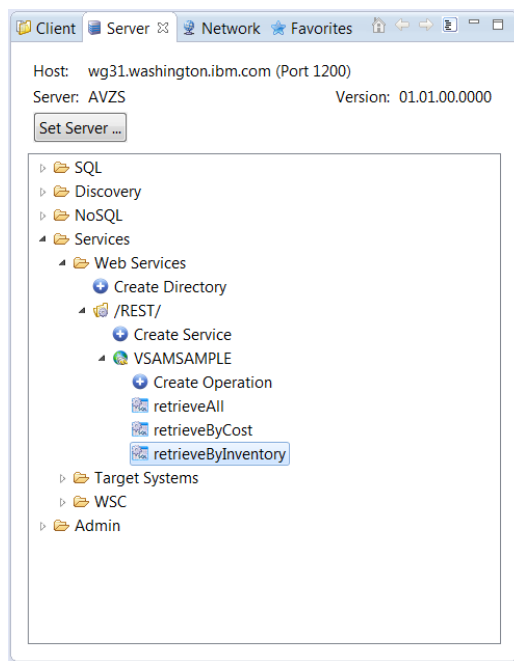 Client Server Network Favorites
Host: wg31.washington.ibm.com (Port 1200)
Server: AVZS Version: 01.01.00.0000
Set Server ...
SQL
Discovery
NoSQL
Services
Web Services
Create Directory
/REST/
Create Service
VSAMSAMPLE
Create Operation
retrieveAll
retrieveByCost
retrieveByInventory
Target Systems
WSC
Admin